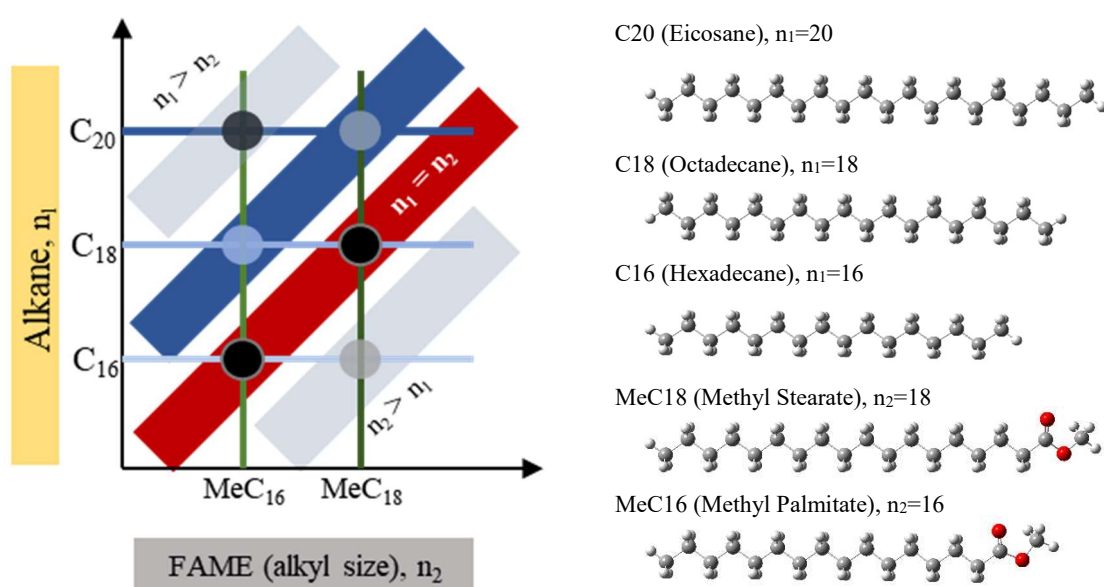 n₁ > n₂
C₂₀
C₁₈
C₁₆
n₁ = n₂
n₂ > n₁
Alkane, n₁
MeC₁₆
MeC₁₈
FAME (alkyl size), n₂
C20 (Eicosane), n₁=20
C18 (Octadecane), n₁=18
C16 (Hexadecane), n₁=16
MeC18 (Methyl Stearate), n₂=18
MeC16 (Methyl Palmitate), n₂=16